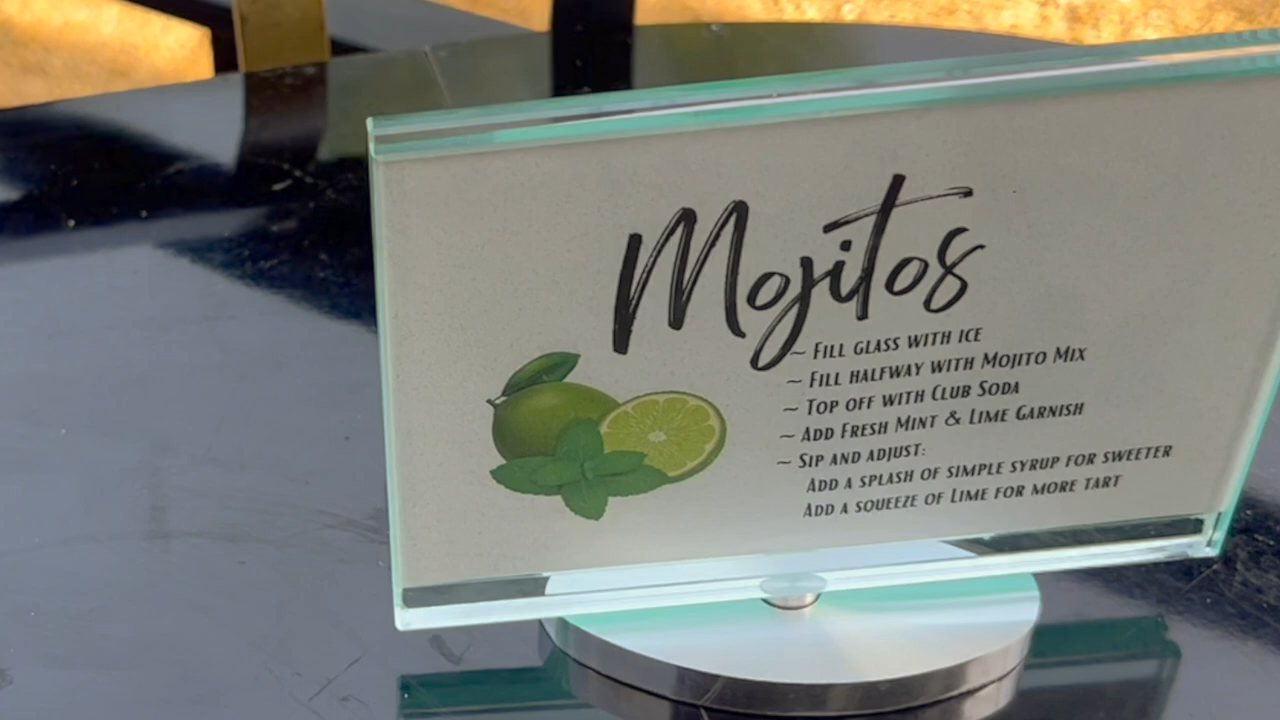 Mojitos
~ Fill glass with ice
~ Fill halfway with Mojito Mix
~ Top off with Club Soda
~ Add Fresh Mint & Lime Garnish
~ Sip and adjust:
Add a splash of simple syrup for sweeter
Add a squeeze of Lime for more tart